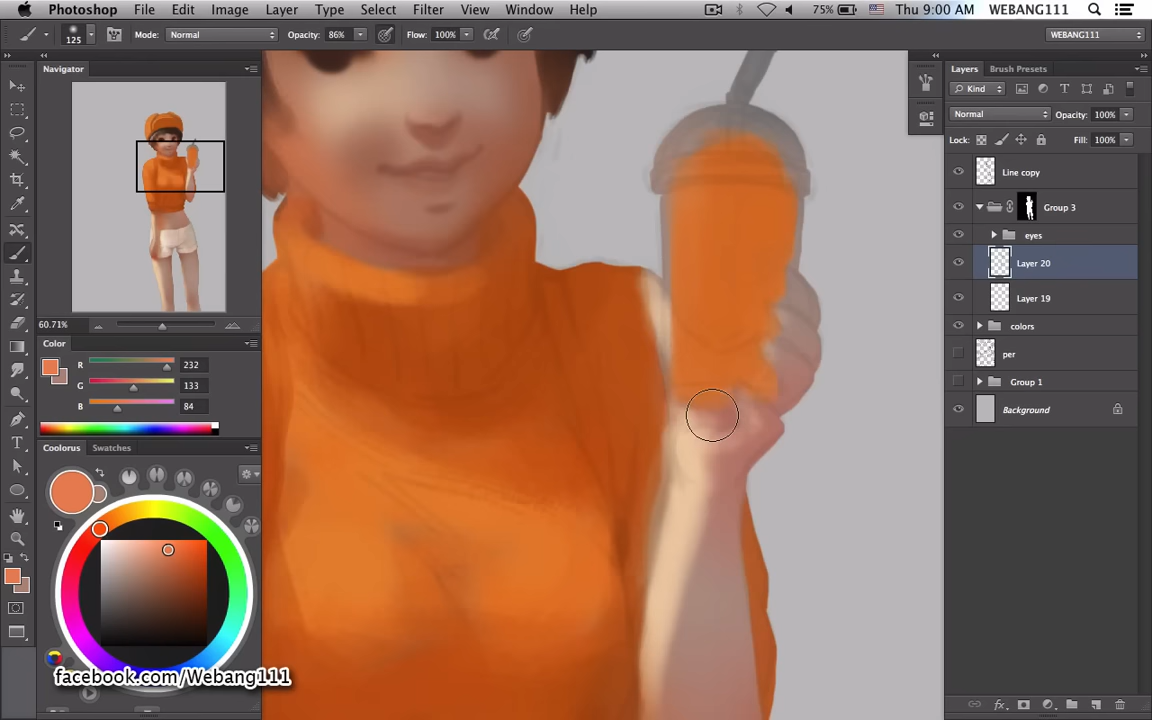 Photoshop File Edit Image Layer Type Select Filter View Window Help 75% Thu 9:00 AM WEBANG111
125 Mode: Normal Opacity: 86% Flow: 100% WEBANG111
Navigator
60.71%
Color
R 232
G 133
B 84
Coloorus Swatches
facebook.com/Webang111
Layers Brush Presets
Kind
Normal Opacity: 100%
Lock: Fill: 100%
Line copy
Group 3
eyes
Layer 20
Layer 19
colors
per
Group 1
Background